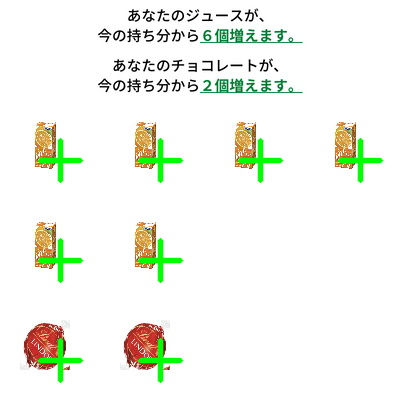 あなたのジュースが、
今の持ち分から６個増えます。
あなたのチョコレートが、
今の持ち分から２個増えます。